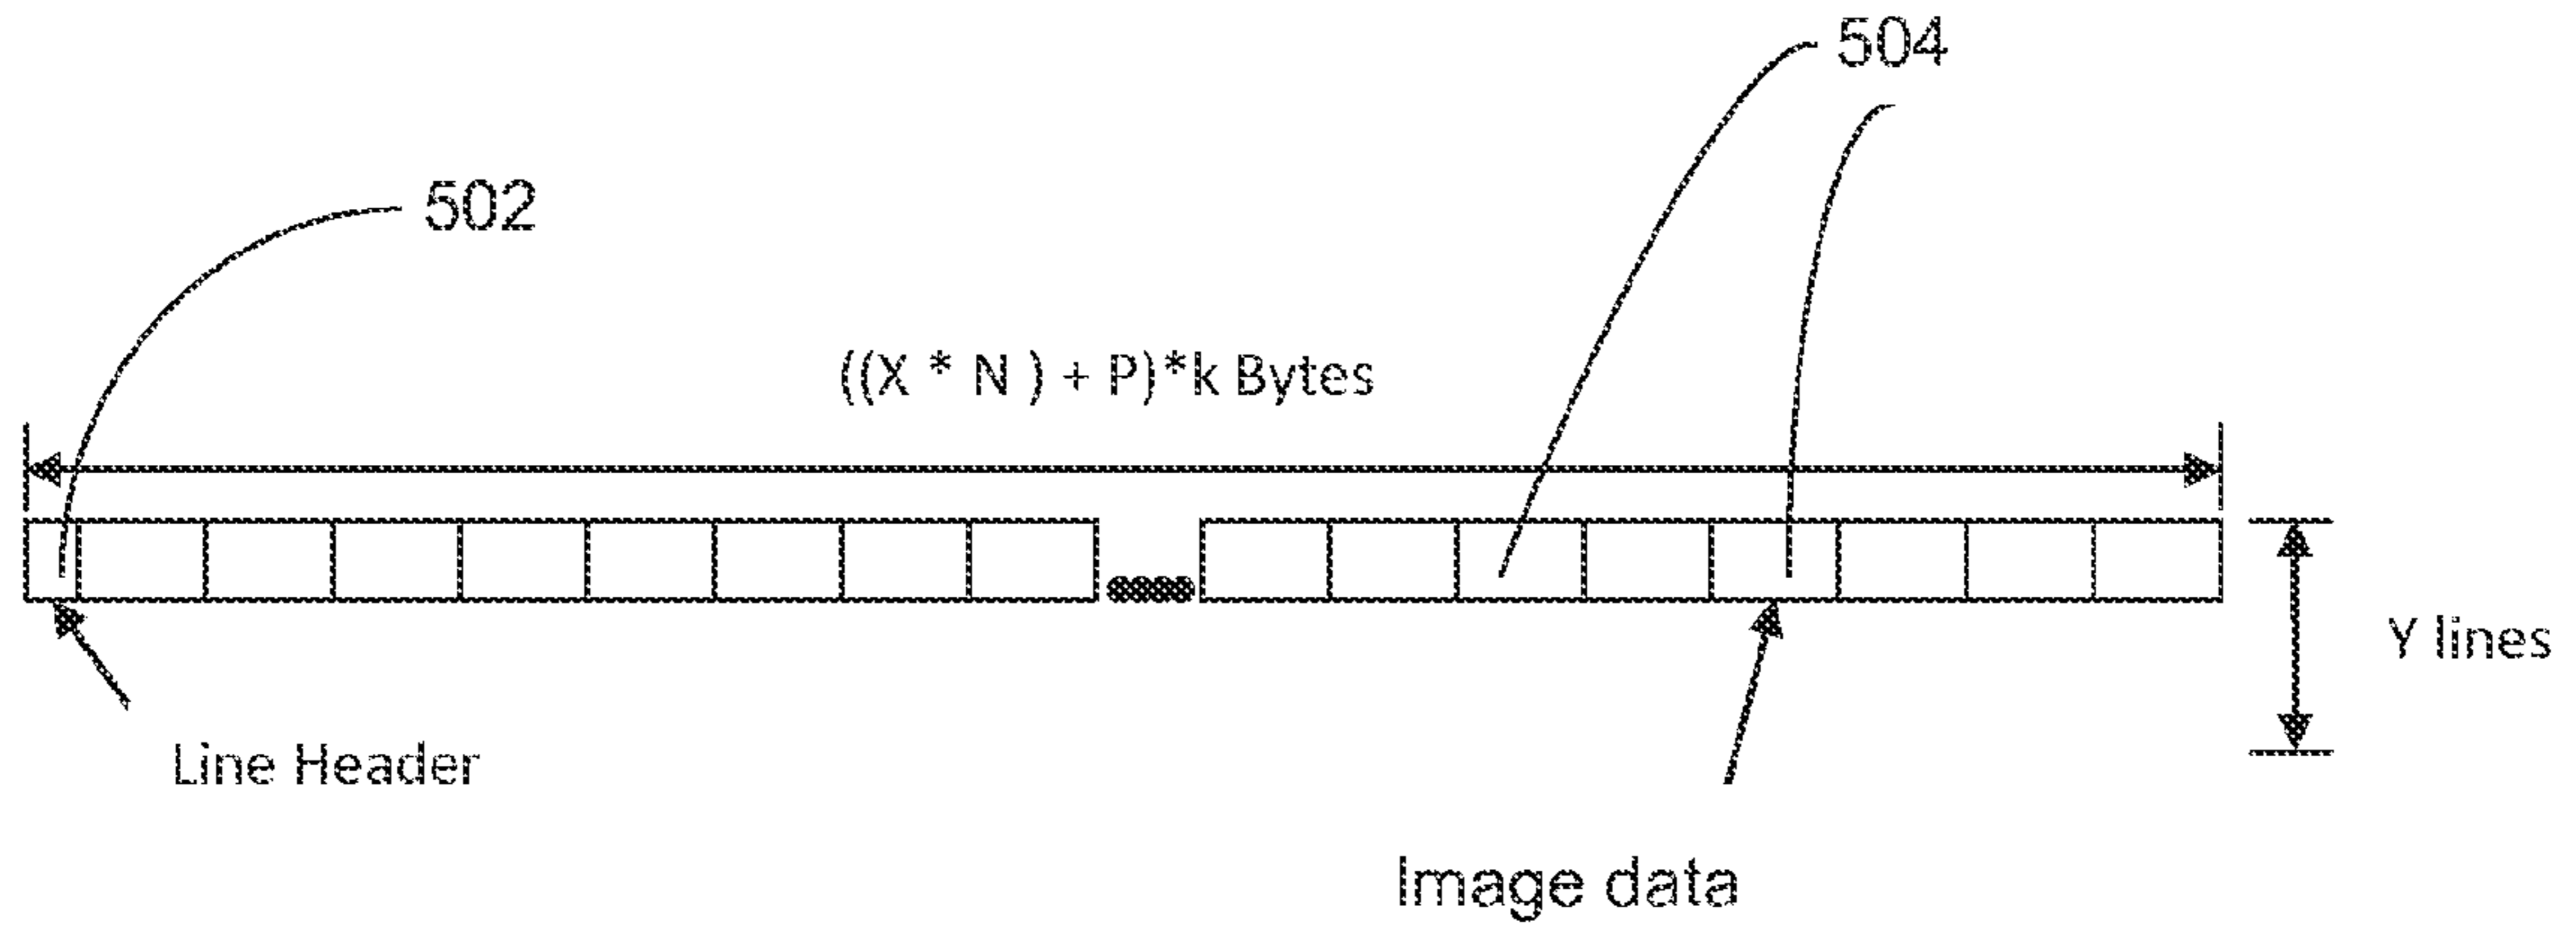 504
502
((X * N ) + P)*k Bytes
Y lines
Line Header
Image data